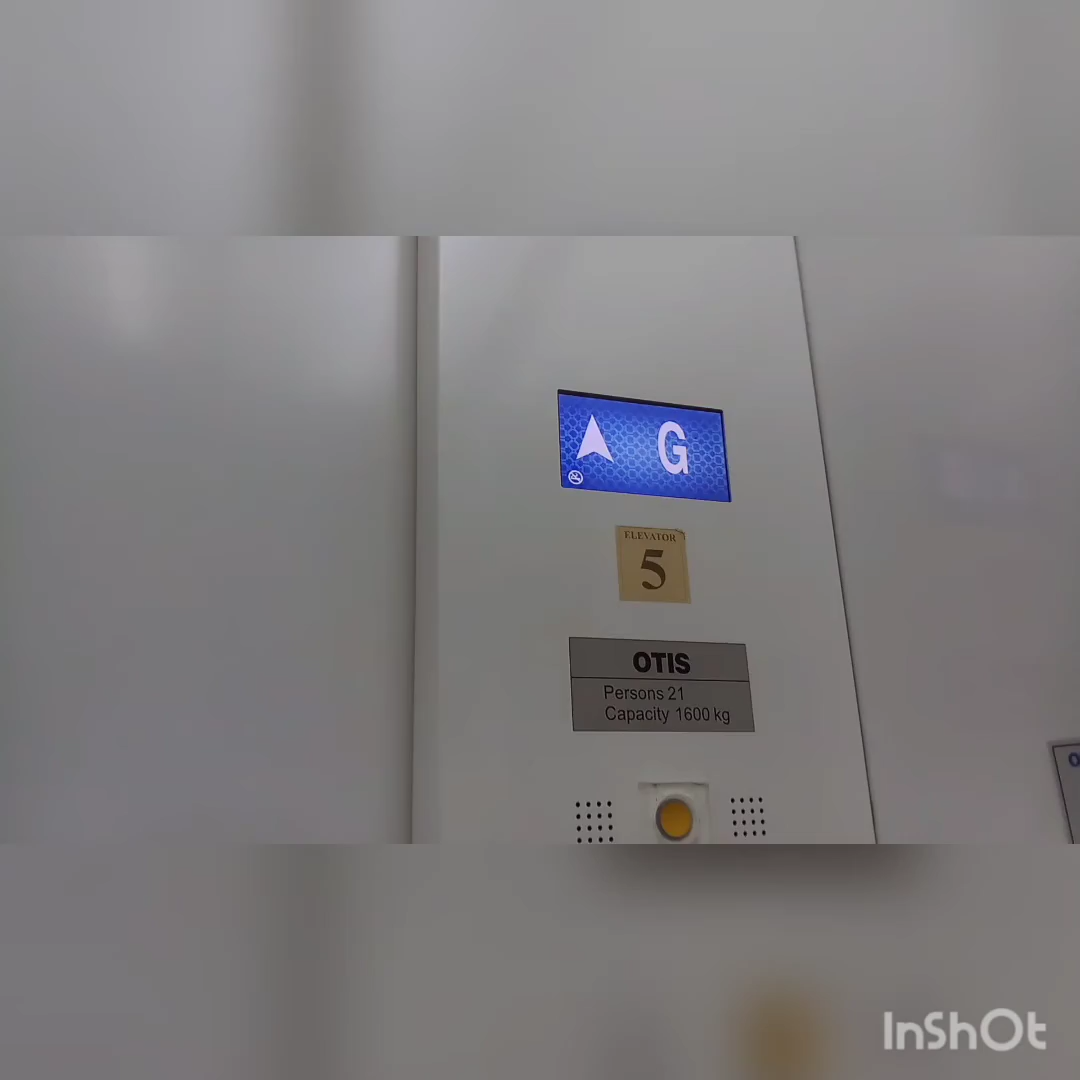 G
ELEVATOR
5
OTIS
Persons 21
Capacity 1600 kg
InShOt